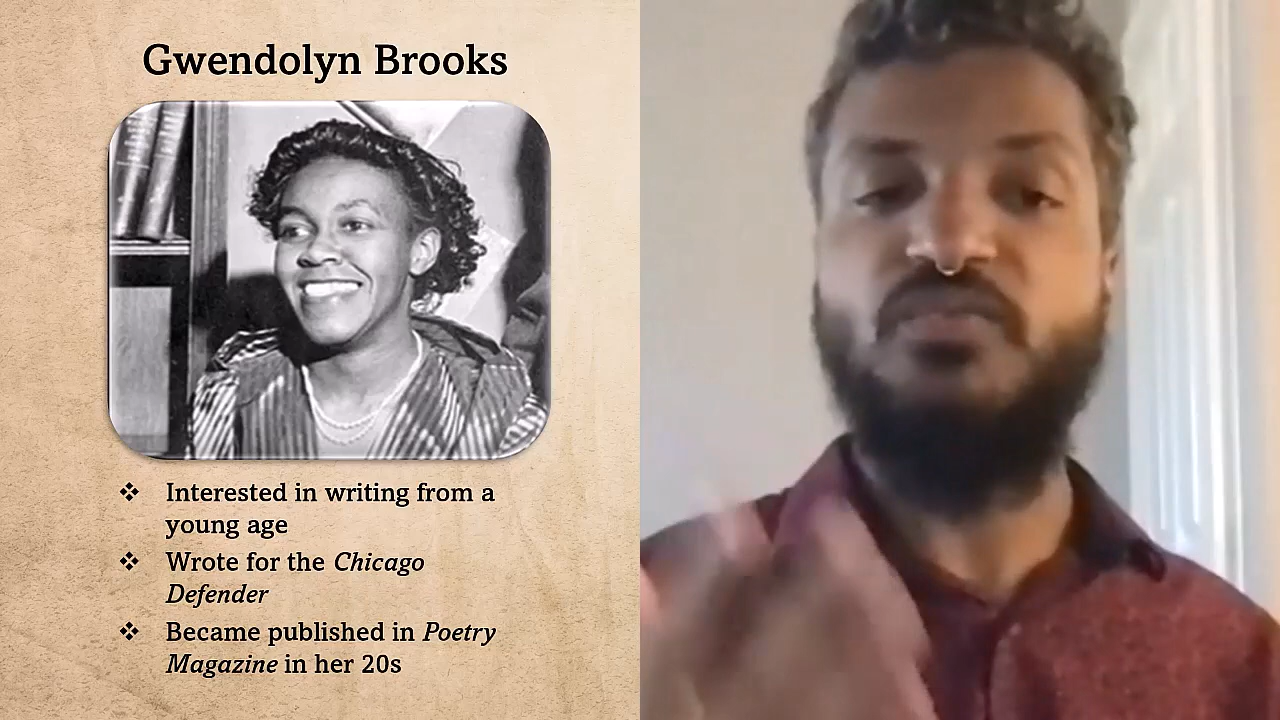 Gwendolyn Brooks
❖ Interested in writing from a
young age
❖ Wrote for the Chicago
Defender
❖ Became published in Poetry
Magazine in her 20s